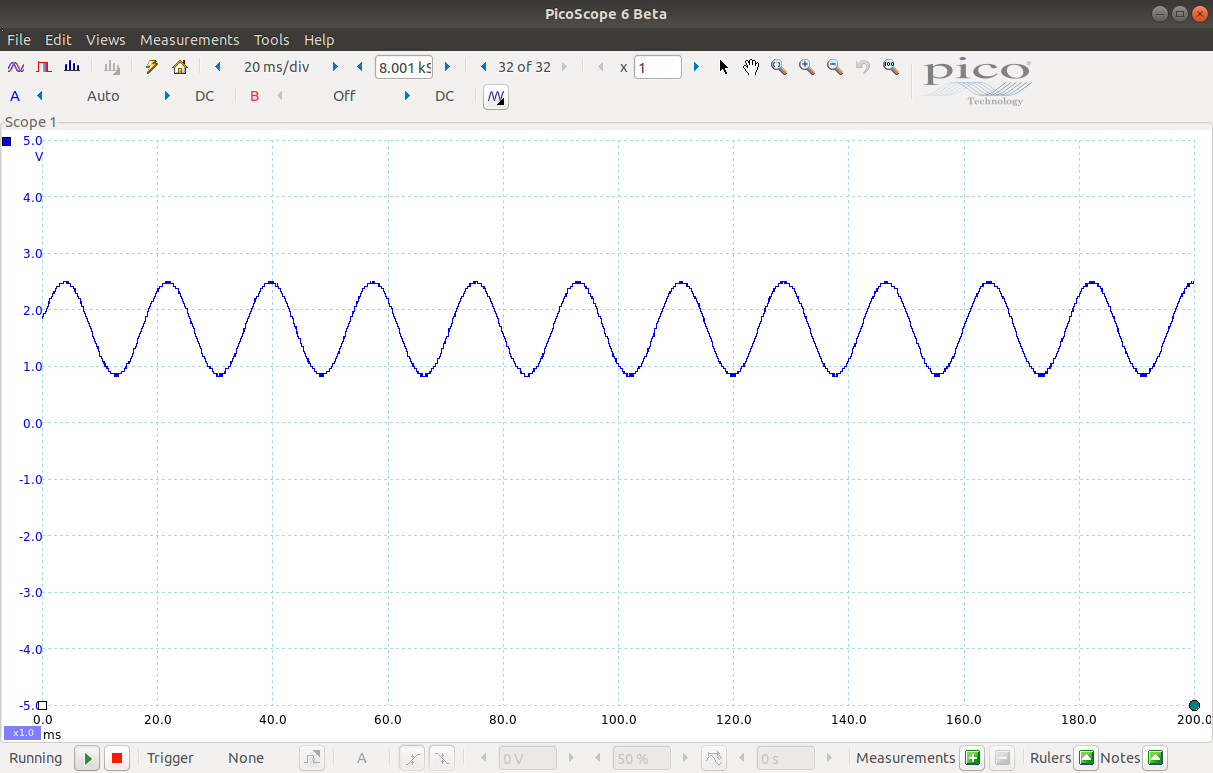 PicoScope 6 Beta
File Edit Views Measurements Tools Help
20 ms/div 8.001 kS 32 of 32 x 1
pico
Technology
A Auto DC B Off DC
Scope 1
5.0
V
4.0
3.0
2.0
1.0
0.0
-1.0
-2.0
-3.0
-4.0
-5.0
0.0 20.0 40.0 60.0 80.0 100.0 120.0 140.0 160.0 180.0 200.0
x1.0 ms
Running Trigger None A 0 V 50 % 0 s Measurements Rulers Notes